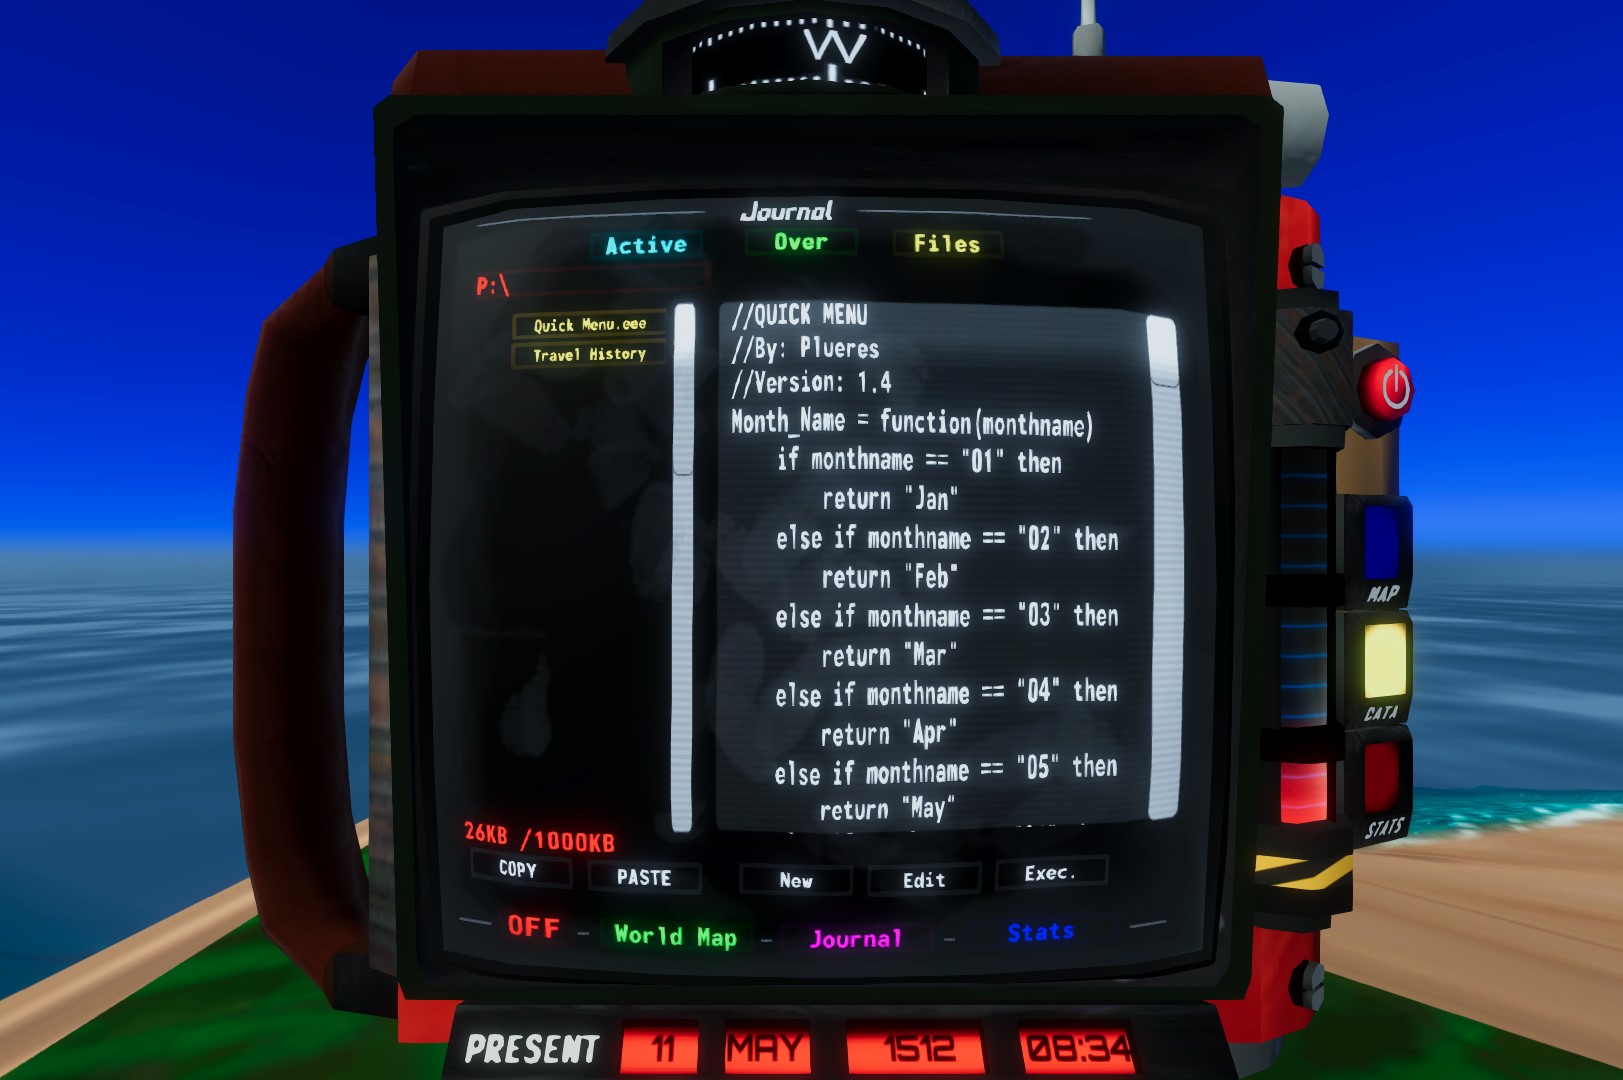 W
Journal
Active Over Files
P:\
Quick Menu.eee
Travel History
//QUICK MENU
//By: Plueres
//Version: 1.4
Month_Name = function(monthname)
if monthname == "01" then
return "Jan"
else if monthname == "02" then
return "Feb"
else if monthname == "03" then
return "Mar"
else if monthname == "04" then
return "Apr"
else if monthname == "05" then
return "May"
26KB /1000KB
COPY PASTE New Edit Exec.
OFF - World Map - Journal - Stats
MAP
DATA
STATS
PRESENT 11 MAY 1512 08:34